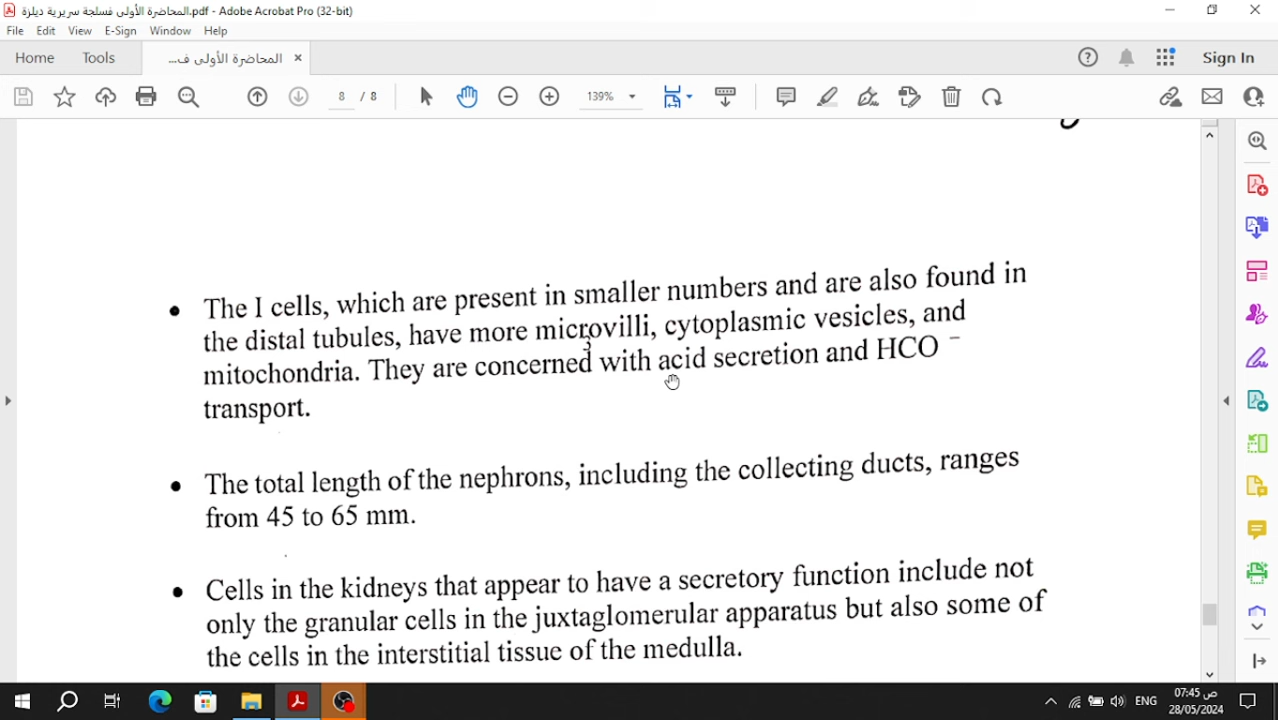 المحاضرة الأولى فسلجة سريرية ديلزة.pdf - Adobe Acrobat Pro (32-bit)
File Edit View E-Sign Window Help
Home Tools المحاضرة الأولى ف... × Sign In
8 / 8 139%
The I cells, which are present in smaller numbers and are also found in
the distal tubules, have more microvilli, cytoplasmic vesicles, and
mitochondria. They are concerned with acid secretion and HCO
3
−
transport.
The total length of the nephrons, including the collecting ducts, ranges
from 45 to 65 mm.
Cells in the kidneys that appear to have a secretory function include not
only the granular cells in the juxtaglomerular apparatus but also some of
the cells in the interstitial tissue of the medulla.
ENG
07:45 ص
28/05/2024